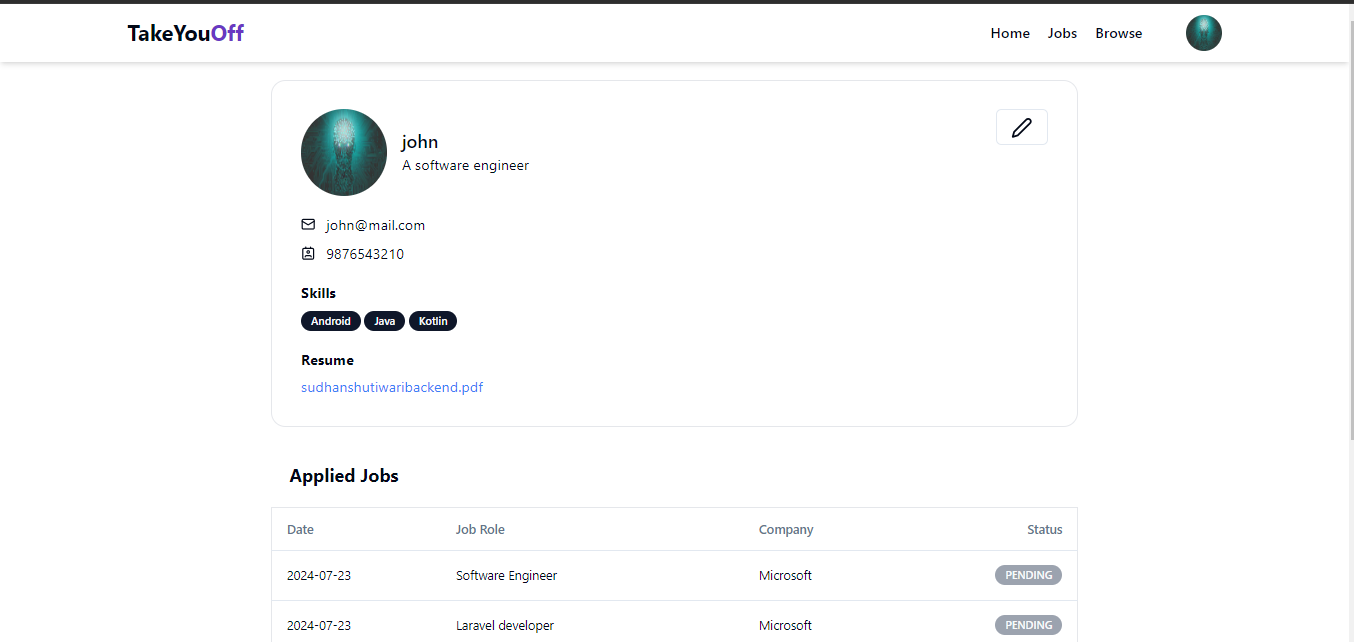 TakeYouOff Home Jobs Browse
john
A software engineer
john@mail.com
9876543210
Skills
Android Java Kotlin
Resume
sudhanshutiwaribackend.pdf
Applied Jobs
Date Job Role Company Status
2024-07-23 Software Engineer Microsoft PENDING
2024-07-23 Laravel developer Microsoft PENDING